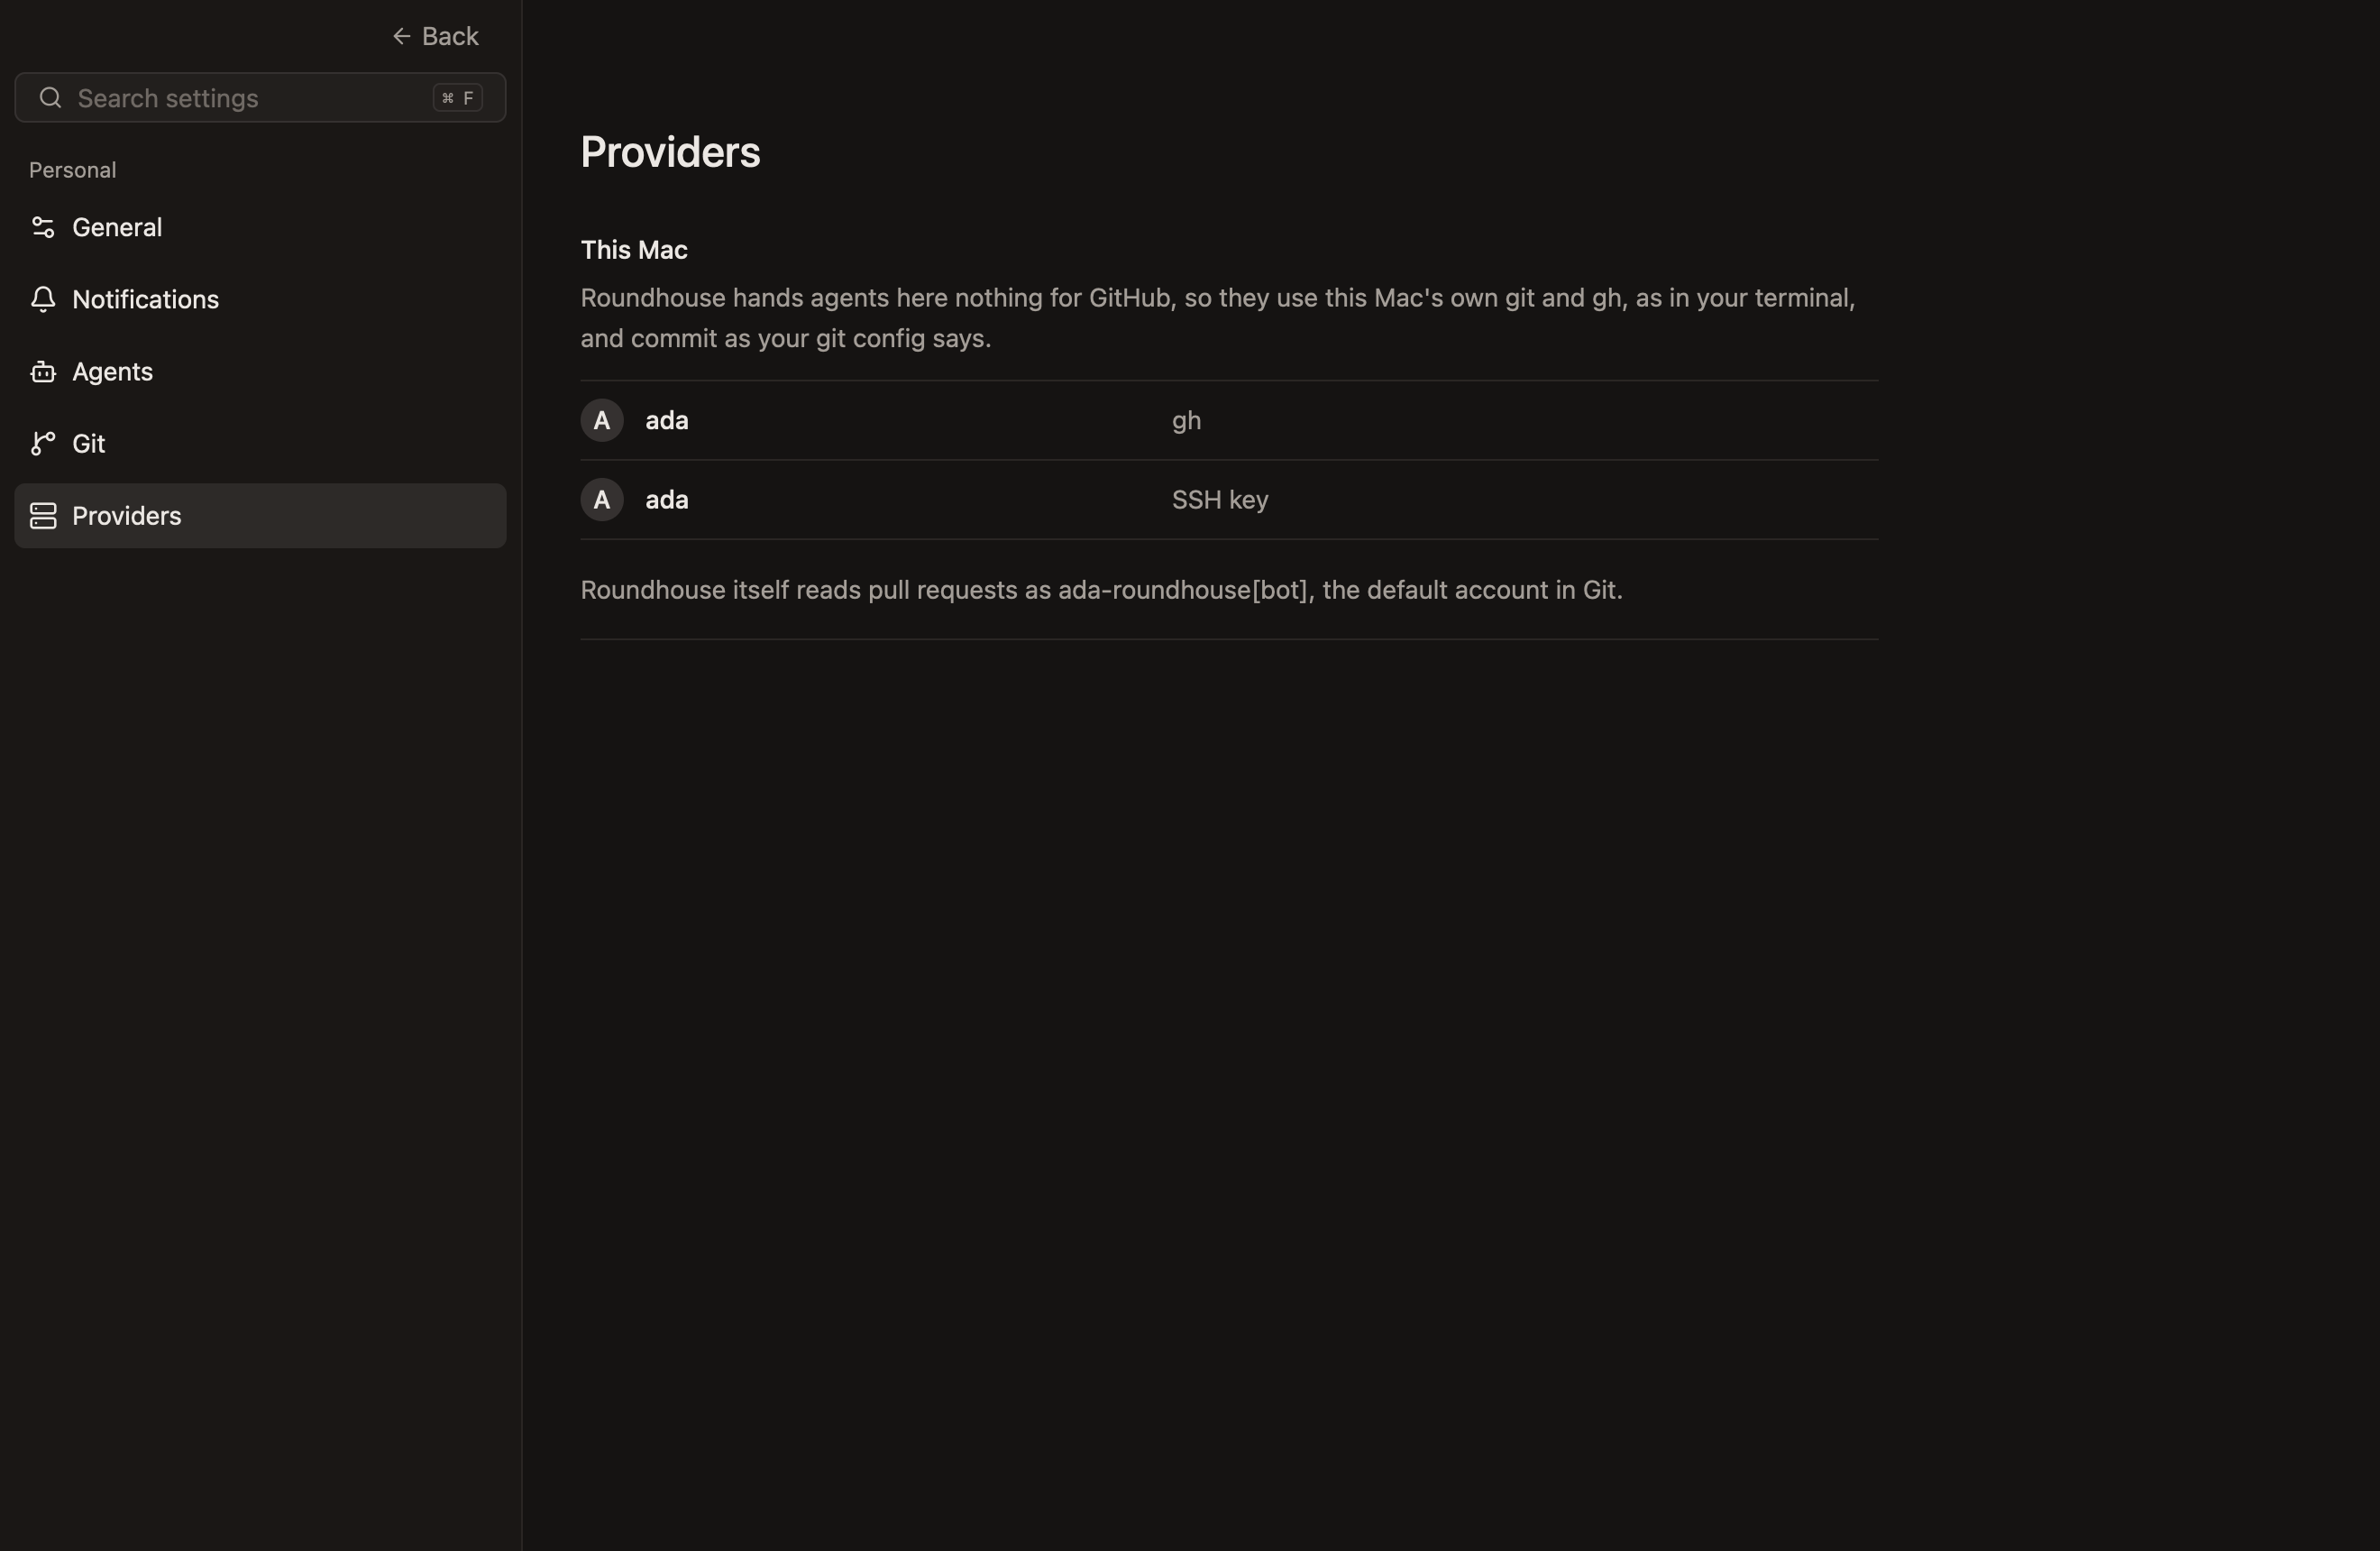 Back
Search settings
⌘ F
Personal
General
Notifications
Agents
Git
Providers
Providers
This Mac
Roundhouse hands agents here nothing for GitHub, so they use this Mac's own git and gh, as in your terminal,
and commit as your git config says.
A ada gh
A ada SSH key
Roundhouse itself reads pull requests as ada-roundhouse[bot], the default account in Git.